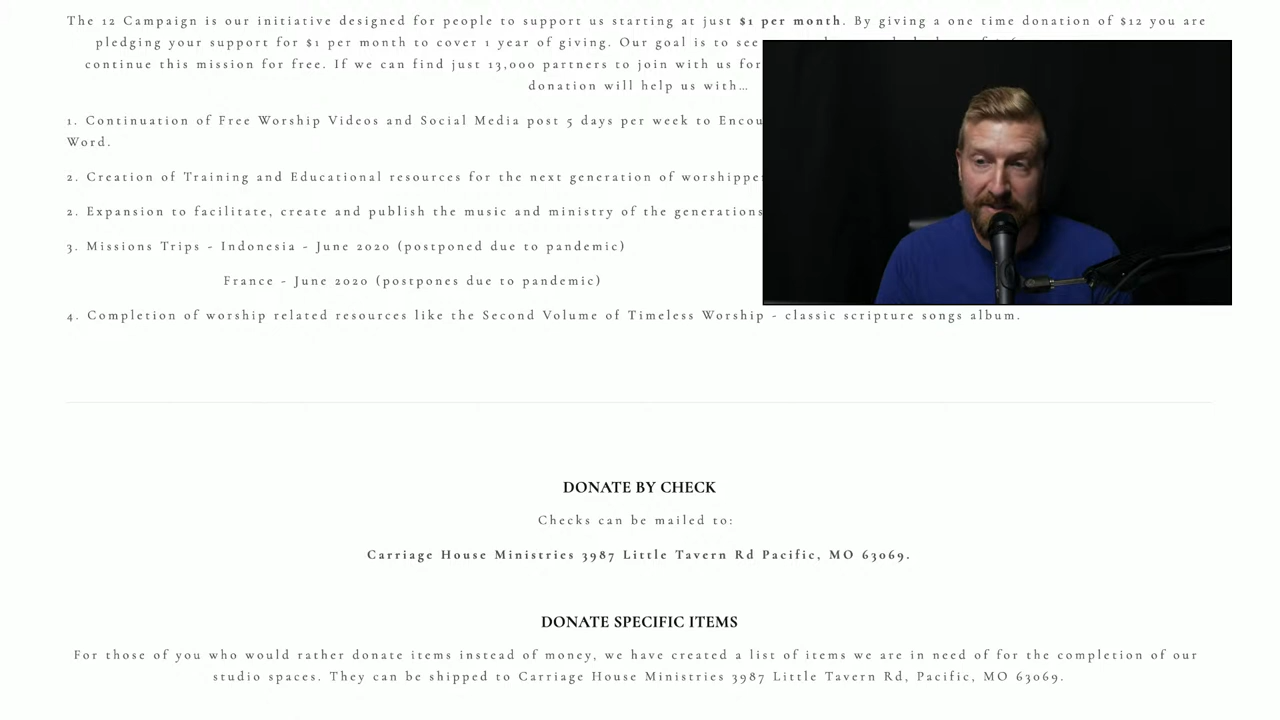 The 12 Campaign is our initiative designed for people to support us starting at just $1 per month. By giving a one time donation of $12 you are
pledging your support for $1 per month to cover 1 year of giving. Our goal is to see
continue this mission for free. If we can find just 13,000 partners to join with us for
donation will help us with…
1. Continuation of Free Worship Videos and Social Media post 5 days per week to
Word.
2. Creation of Training and Educational resources for the next generation of
2. Expansion to facilitate, create and publish the music and ministry of the generations
3. Missions Trips - Indonesia - June 2020 (postponed due to pandemic)
France - June 2020 (postpones due to pandemic)
4. Completion of worship related resources like the Second Volume of Timeless Worship - classic scripture songs album.
DONATE BY CHECK
Checks can be mailed to:
Carriage House Ministries 3987 Little Tavern Rd Pacific, MO 63069.
DONATE SPECIFIC ITEMS
For those of you who would rather donate items instead of money, we have created a list of items we are in need of for the completion of our
studio spaces. They can be shipped to Carriage House Ministries 3987 Little Tavern Rd, Pacific, MO 63069.